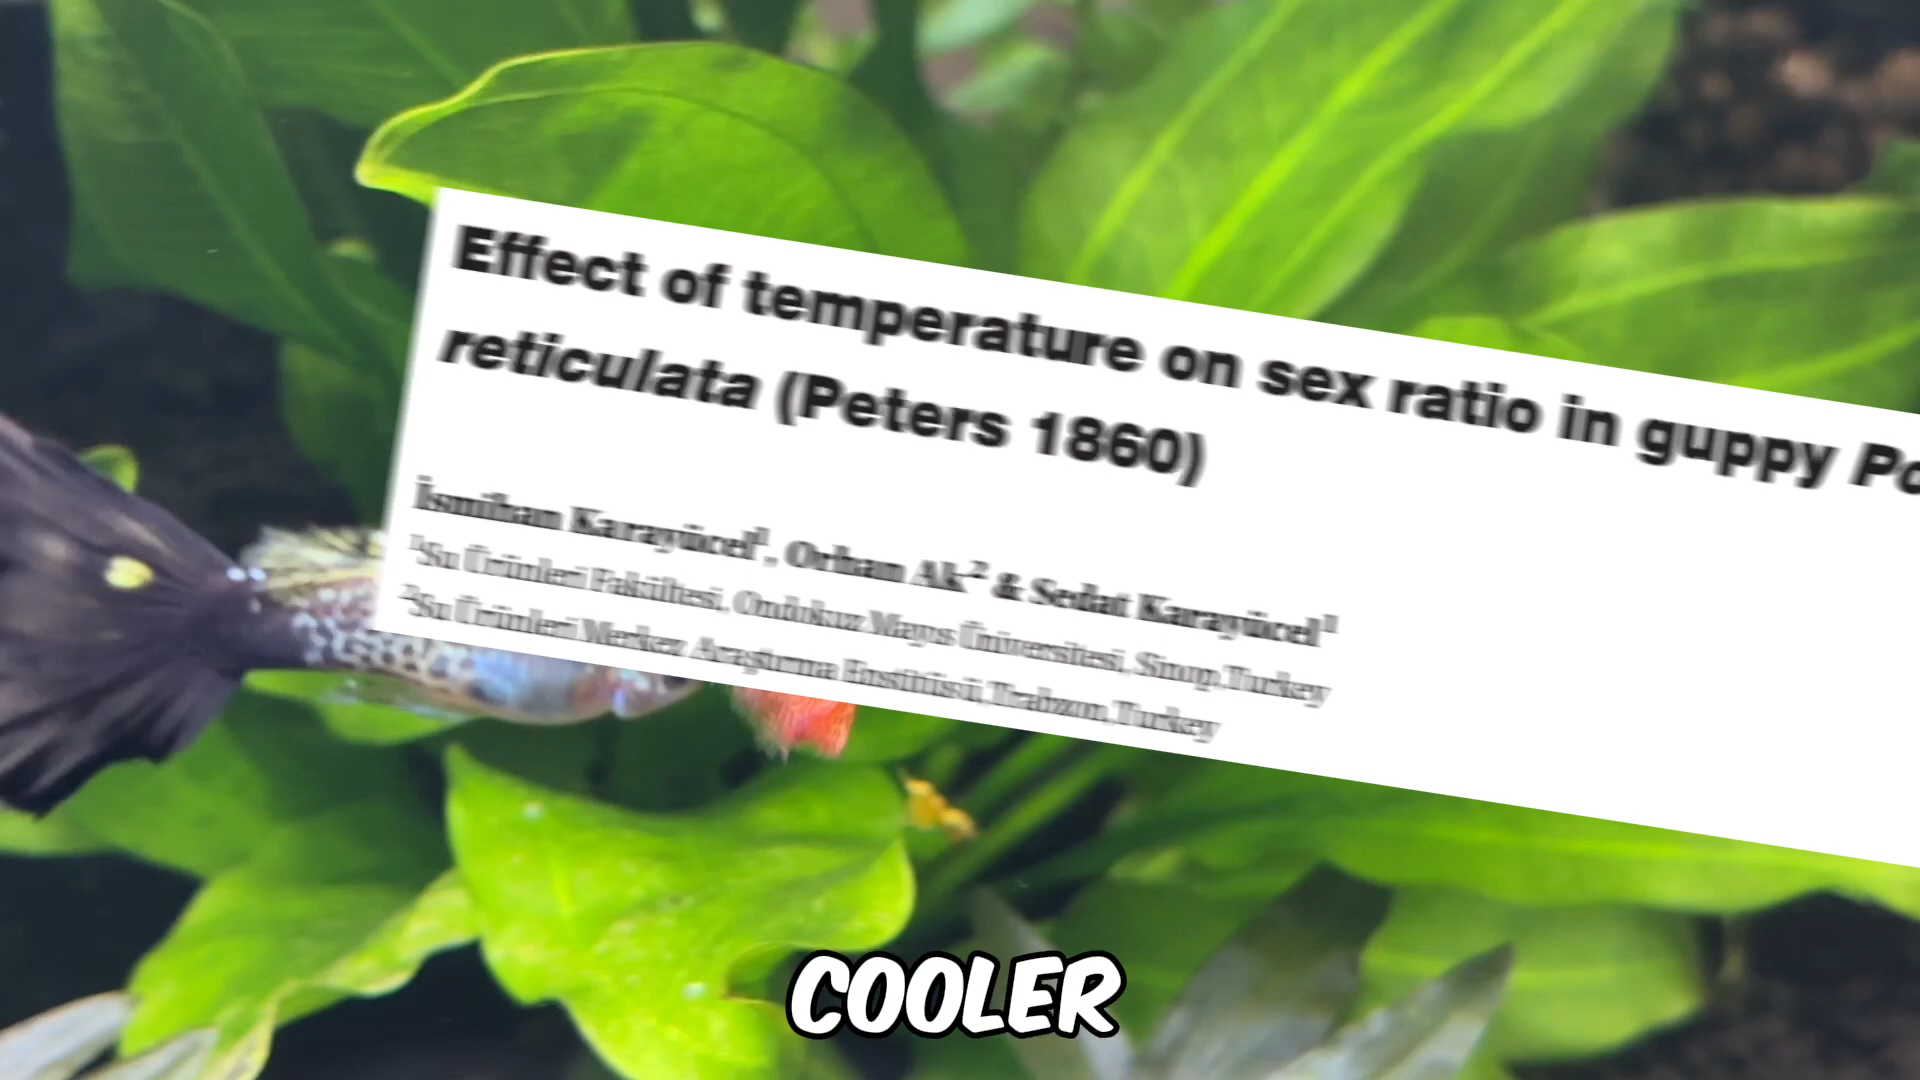 Effect of temperature on sex ratio in guppy Po
reticulata (Peters 1860)
İsmihan Karayücel¹, Orhan Ak² & Sedat Karayücel¹
¹Su Ürünleri Fakültesi, Ondokuz Mayıs Üniversitesi, Sinop,Turkey
²Su Ürünleri Merkez Araştırma Enstitüsü,Trabzon,Turkey
COOLER